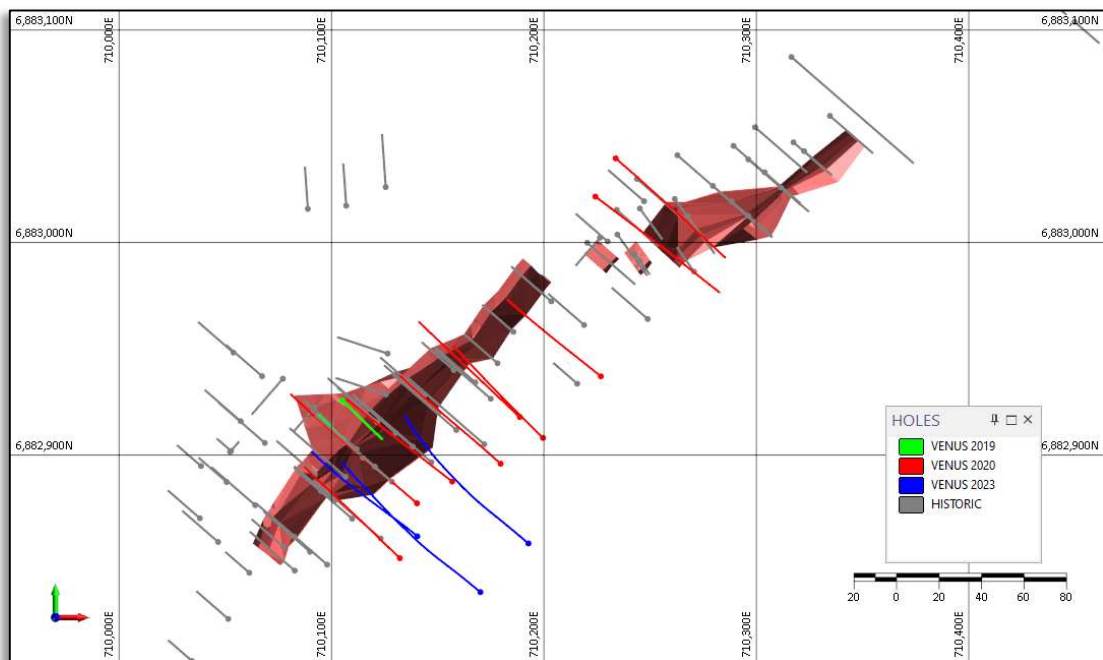 6,883,100N
6,883,100N
710,000E
710,100E
710,200E
710,300E
710,400E
6,883,000N
6,883,000N
6,882,900N
6,882,900N
HOLES
VENUS 2019
VENUS 2020
VENUS 2023
HISTORIC
20 0 20 40 60 80
710,000E
710,100E
710,200E
710,300E
710,400E